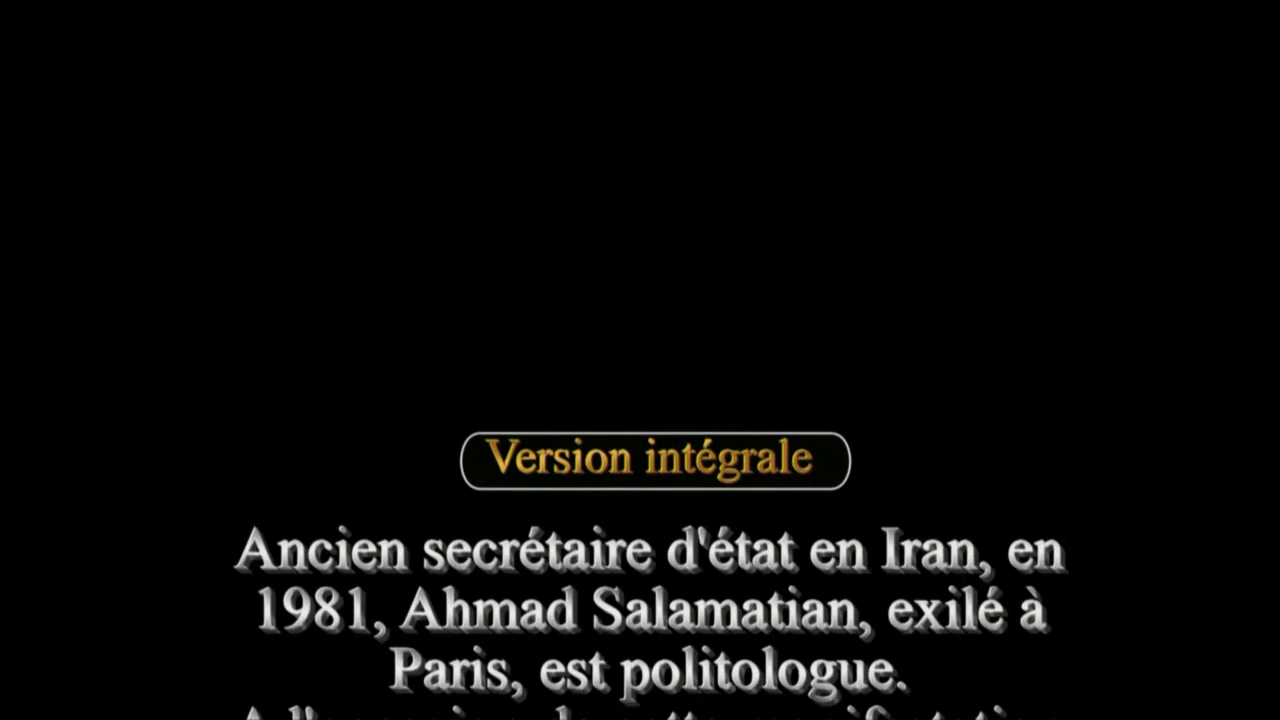 Version intégrale
Ancien secrétaire d'état en Iran, en
1981, Ahmad Salamatian, exilé à
Paris, est politologue.